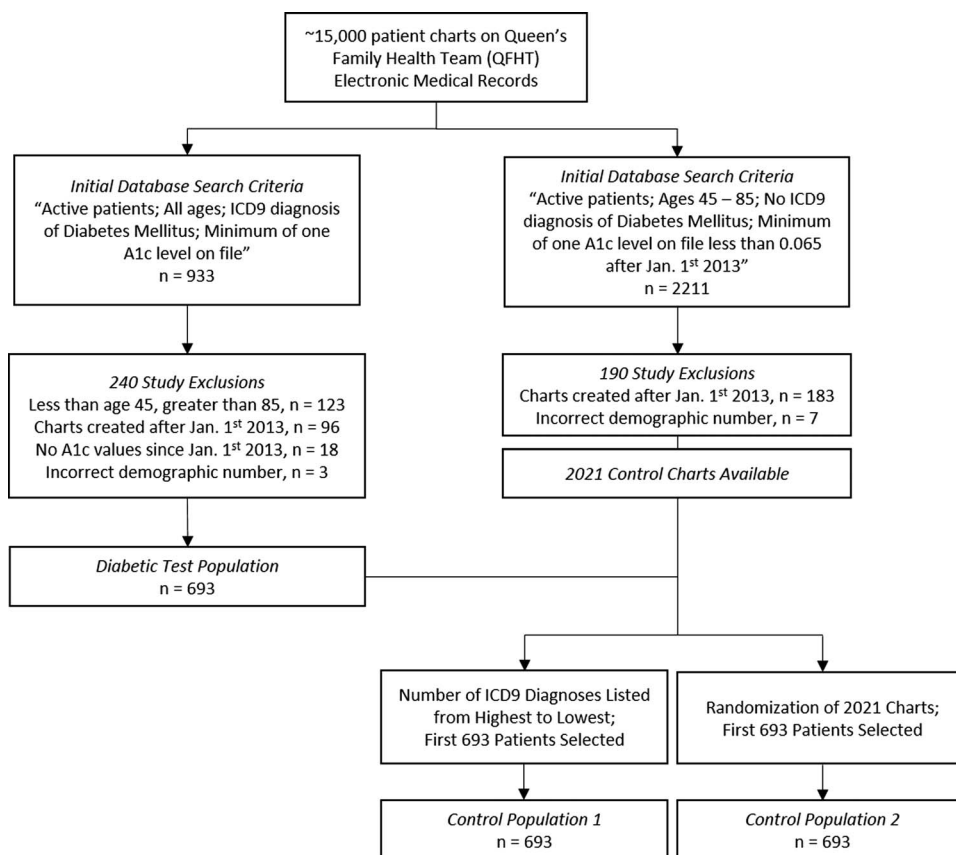 ~15,000 patient charts on Queen's
Family Health Team (QFHT)
Electronic Medical Records
Initial Database Search Criteria
“Active patients; All ages; ICD9 diagnosis
of Diabetes Mellitus; Minimum of one
A1c level on file”
n = 933
Initial Database Search Criteria
“Active patients; Ages 45 – 85; No ICD9
diagnosis of Diabetes Mellitus; Minimum
of one A1c level on file less than 0.065
after Jan. 1st 2013”
n = 2211
240 Study Exclusions
Less than age 45, greater than 85, n = 123
Charts created after Jan. 1st 2013, n = 96
No A1c values since Jan. 1st 2013, n = 18
Incorrect demographic number, n = 3
190 Study Exclusions
Charts created after Jan. 1st 2013, n = 183
Incorrect demographic number, n = 7
2021 Control Charts Available
Diabetic Test Population
n = 693
Number of ICD9 Diagnoses Listed
from Highest to Lowest;
First 693 Patients Selected
Randomization of 2021 Charts;
First 693 Patients Selected
Control Population 1
n = 693
Control Population 2
n = 693